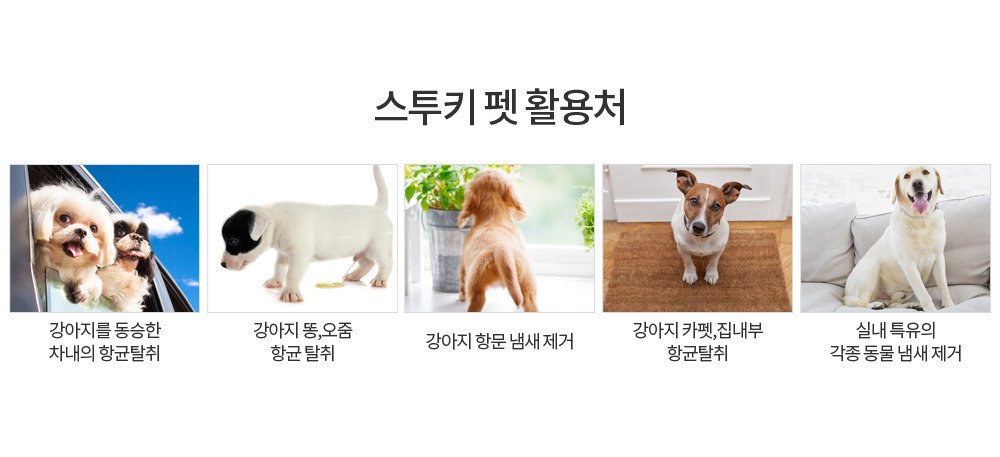 스투키 펫 활용처
강아지를 동승한
차내의 항균탈취
강아지 똥,오줌
항균 탈취
강아지 항문 냄새 제거
강아지 카펫,집내부
항균탈취
실내 특유의
각종 동물 냄새 제거